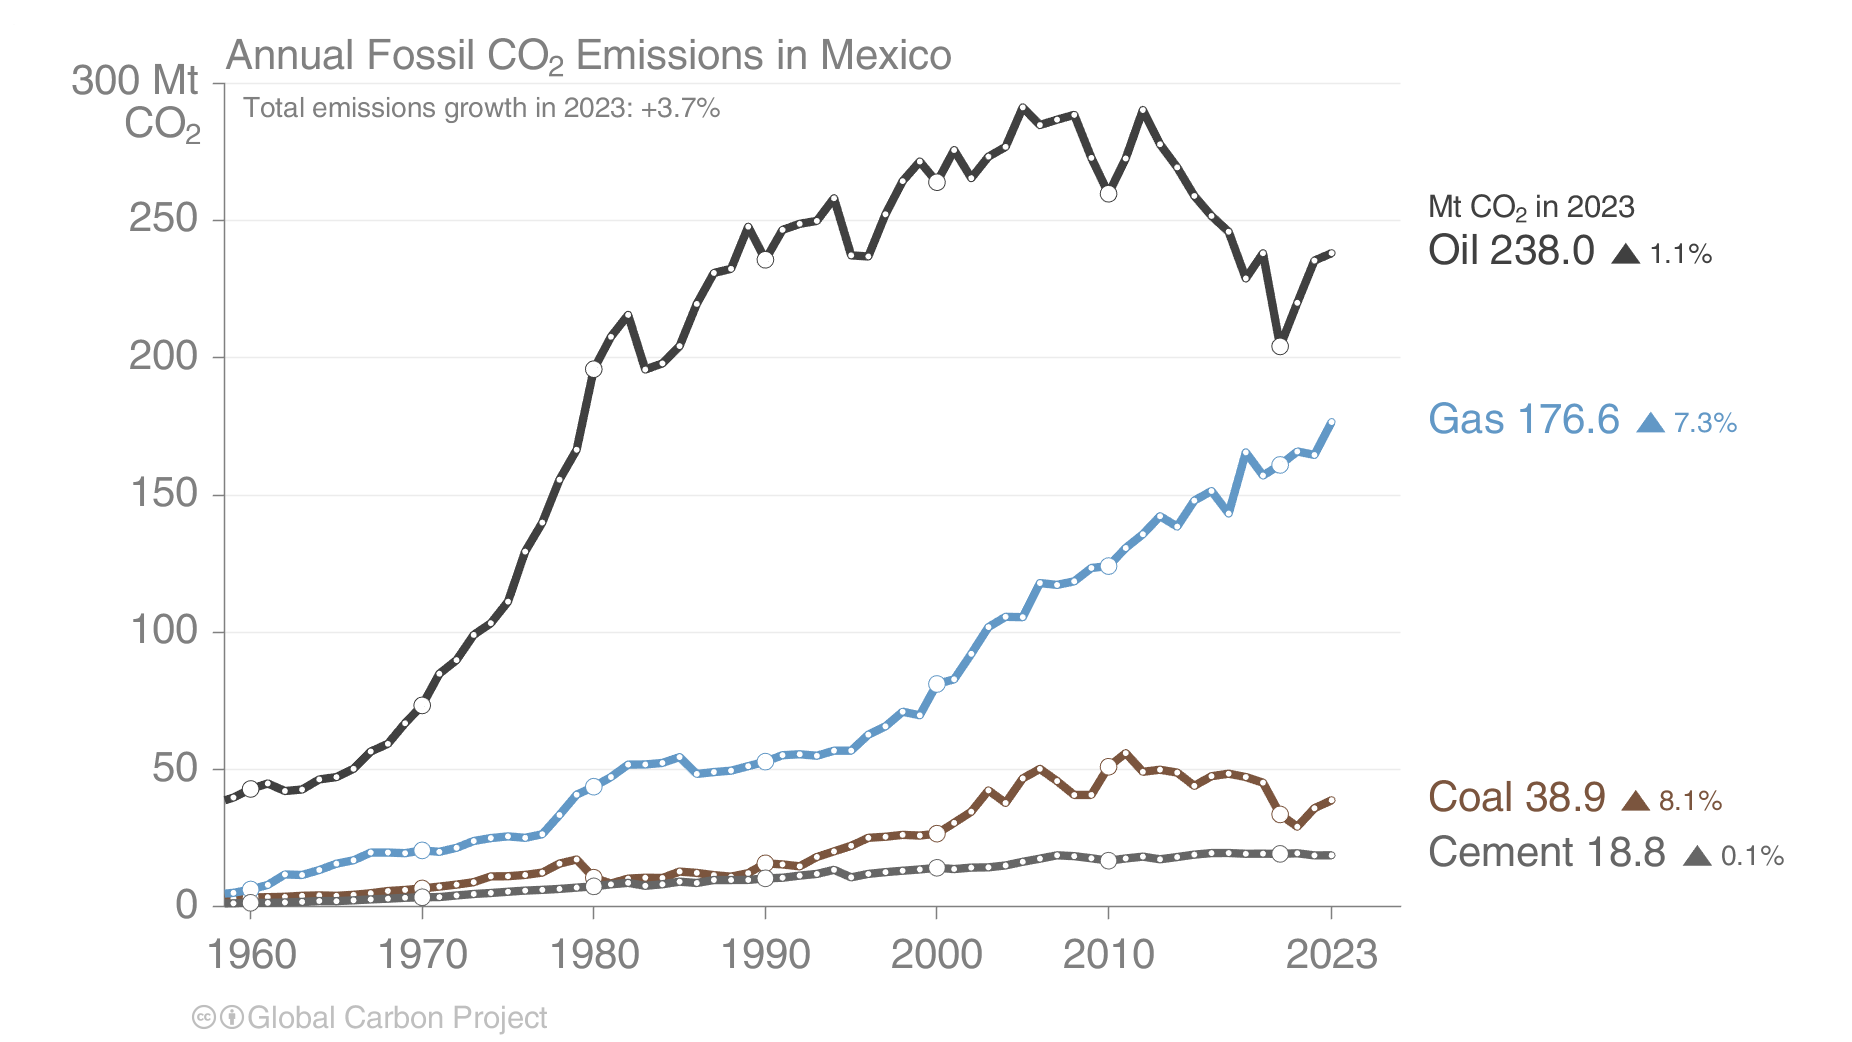 Annual Fossil CO₂ Emissions in Mexico
300 Mt
CO₂
Total emissions growth in 2023: +3.7%
250
200
150
100
50
0
1960 1970 1980 1990 2000 2010 2023
Mt CO₂ in 2023
Oil 238.0 ▲ 1.1%
Gas 176.6 ▲ 7.3%
Coal 38.9 ▲ 8.1%
Cement 18.8 ▲ 0.1%
cc Global Carbon Project